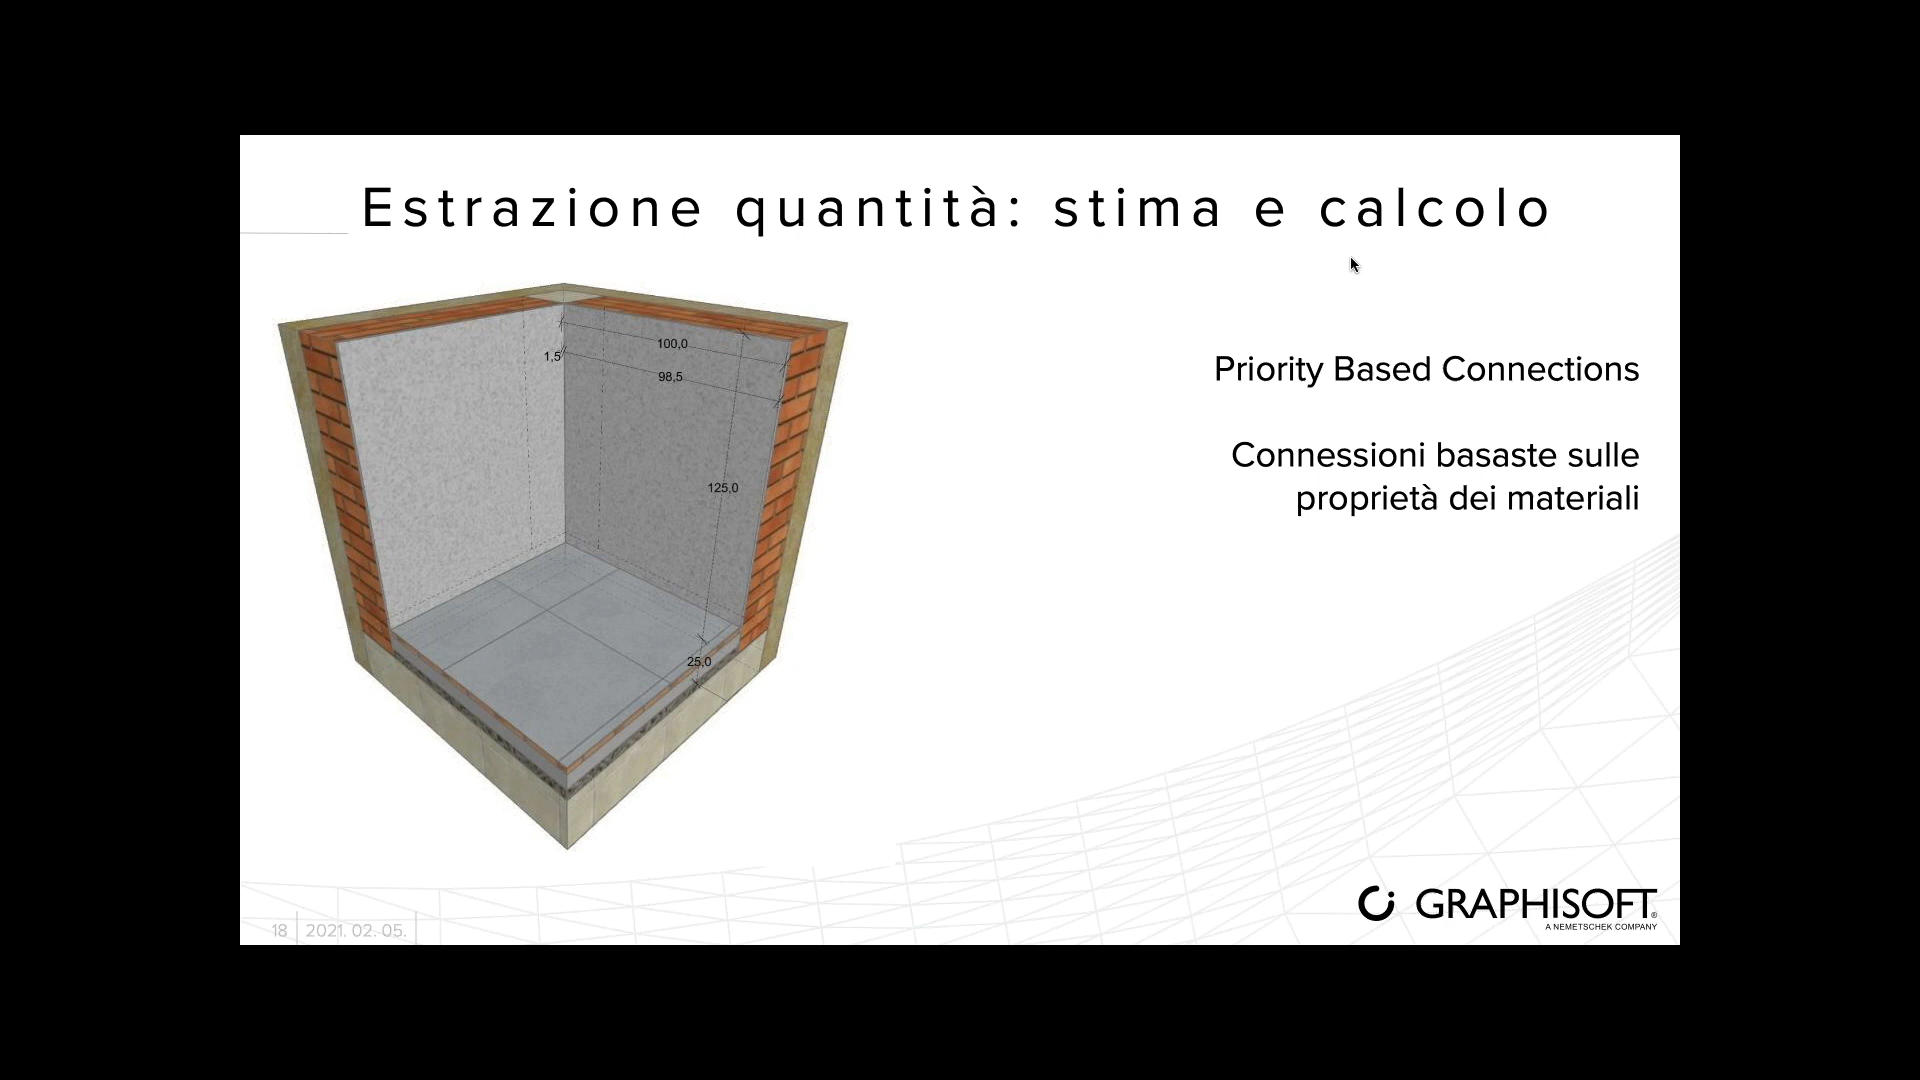 Estrazione quantità: stima e calcolo
100,0
1,5
98,5
125,0
25,0
Priority Based Connections
Connessioni basaste sulle
proprietà dei materiali
18
2021. 02. 05.
GRAPHISOFT®
A NEMETSCHEK COMPANY